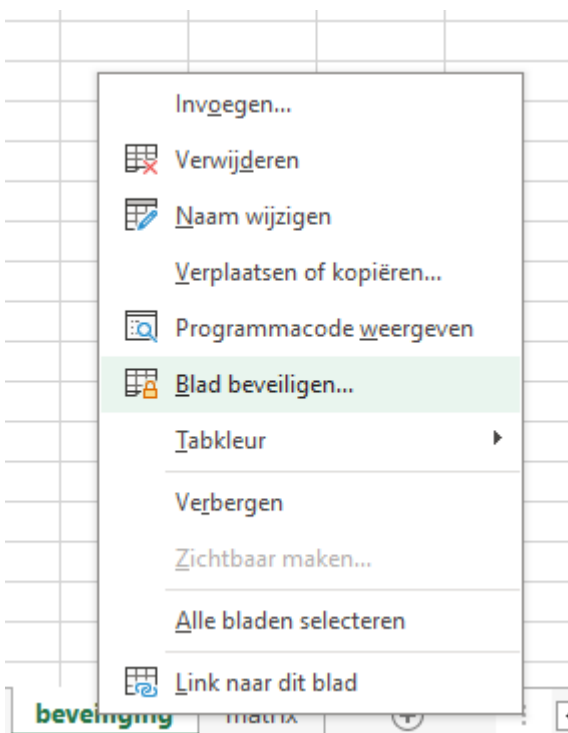 Invoegen...
Verwijderen
Naam wijzigen
Verplaatsen of kopiëren...
Programmacode weergeven
Blad beveiligen...
Tabkleur
Verbergen
Zichtbaar maken...
Alle bladen selecteren
Link naar dit blad
matrix